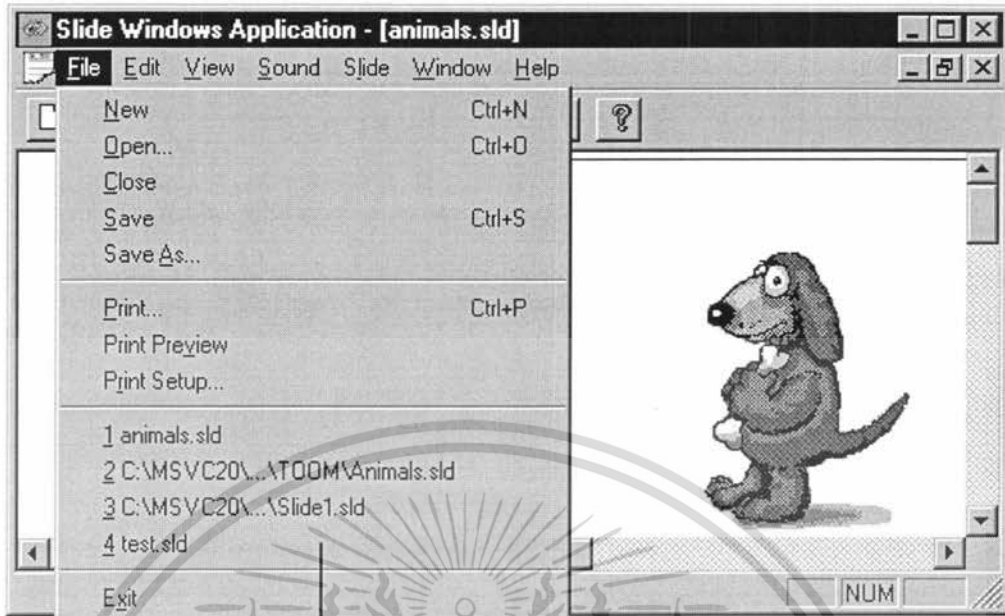 Slide Windows Application - [animals.sld]
File Edit View Sound Slide Window Help
New Ctrl+N
Open... Ctrl+O
Close
Save Ctrl+S
Save As...
Print... Ctrl+P
Print Preview
Print Setup...
1 animals.sld
2 C:\MSVC20\...\TOOM\Animals.sld
3 C:\MSVC20\...\Slide1.sld
4 test.sld
Exit
NUM